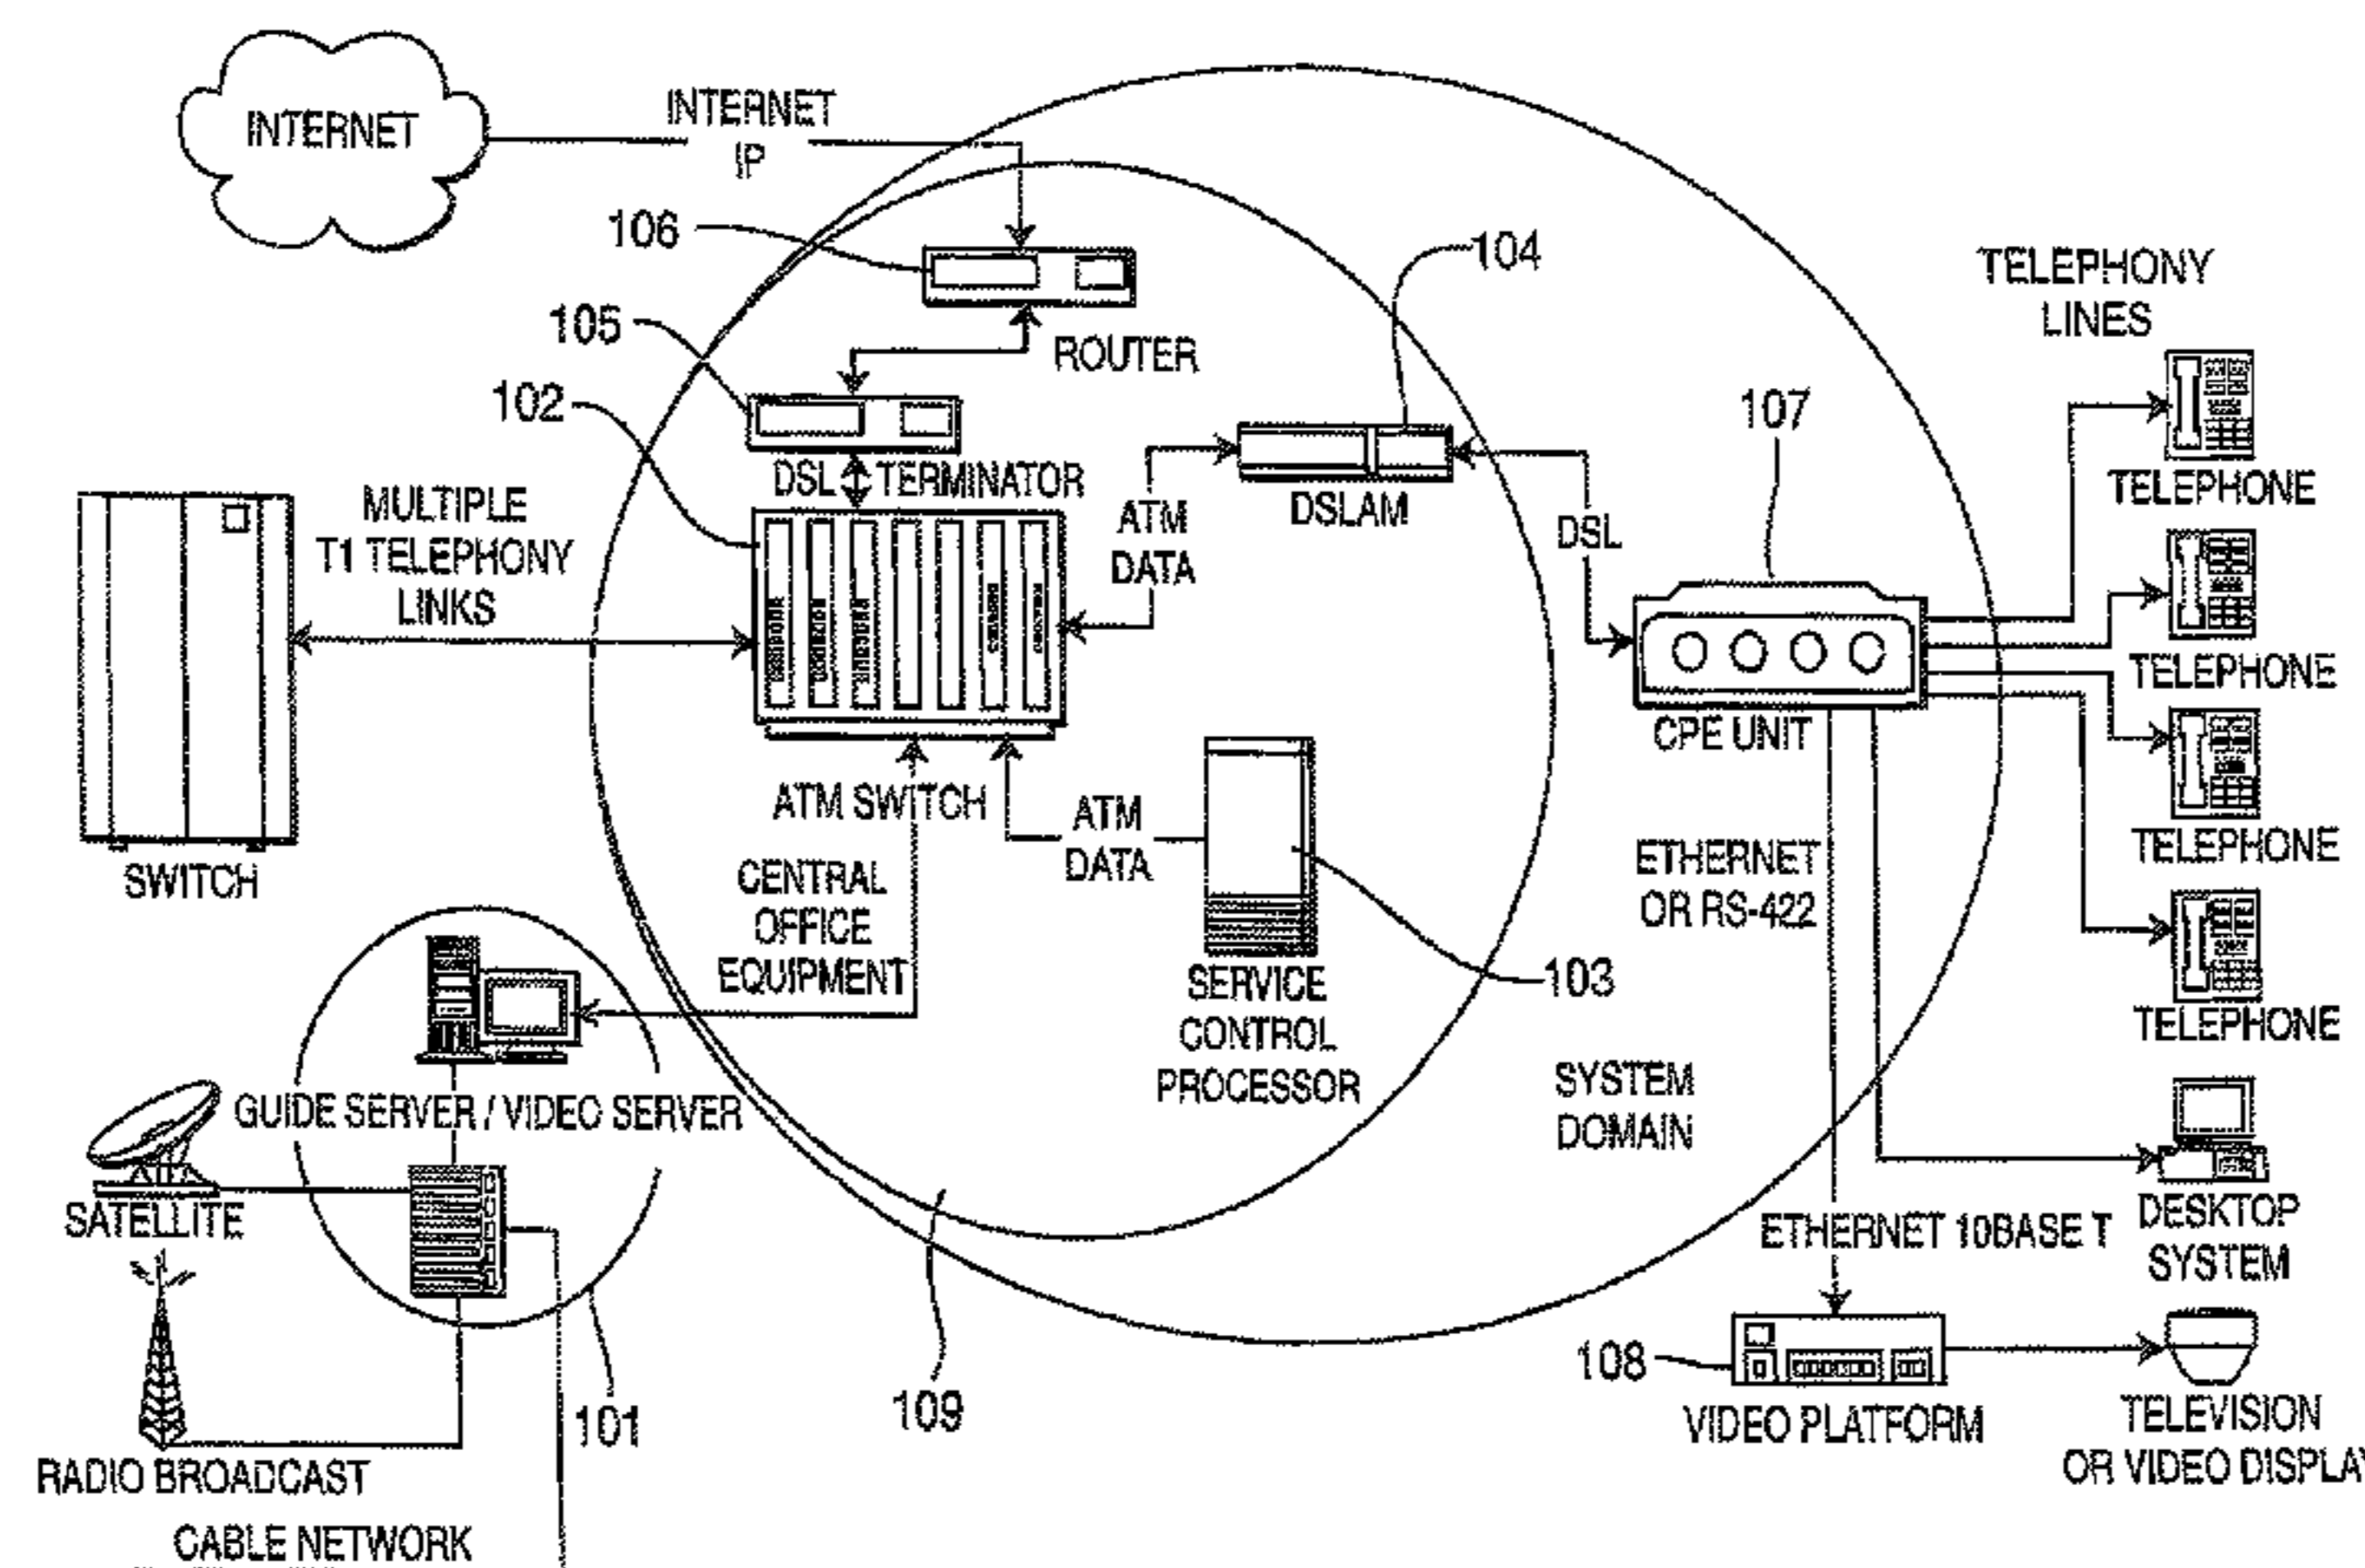 INTERNET
INTERNET
IP
106
104
TELEPHONY
LINES
105
ROUTER
102
107
DSL TERMINATOR
TELEPHONE
MULTIPLE
T1 TELEPHONY
LINKS
ATM
DATA
DSLAM
DSL
TELEPHONE
CPE UNIT
ATM SWITCH
ATM
DATA
TELEPHONE
SWITCH
CENTRAL
OFFICE
EQUIPMENT
ETHERNET
OR RS-422
SERVICE
CONTROL
PROCESSOR
103
TELEPHONE
SYSTEM
DOMAIN
GUIDE SERVER / VIDEO SERVER
SATELLITE
ETHERNET 10BASE T
DESKTOP
SYSTEM
108
101
109
VIDEO PLATFORM
TELEVISION
OR VIDEO DISPLAY
RADIO BROADCAST
CABLE NETWORK